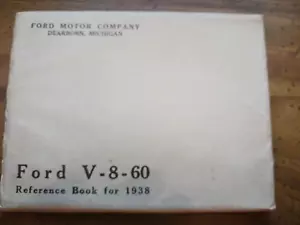 FORD MOTOR COMPANY
DEARBORN, MICHIGAN
Ford V-8-60
Reference Book for 1938